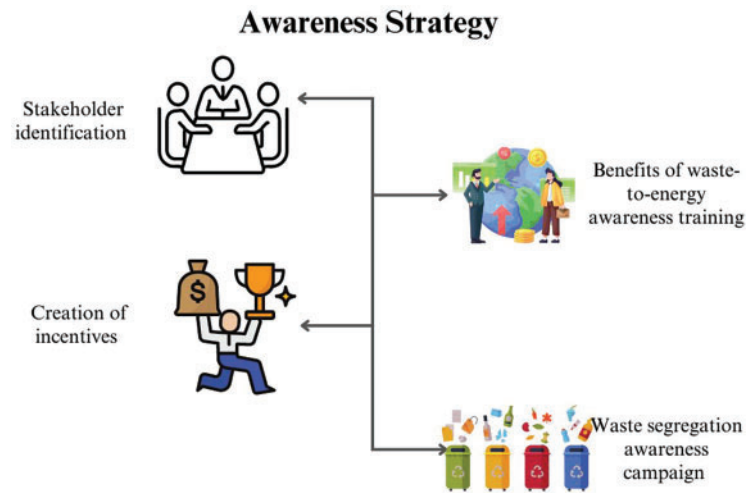 Awareness Strategy
Stakeholder
identification
Benefits of waste-
to-energy
awareness training
$
Creation of
incentives
Waste segregation
awareness
campaign